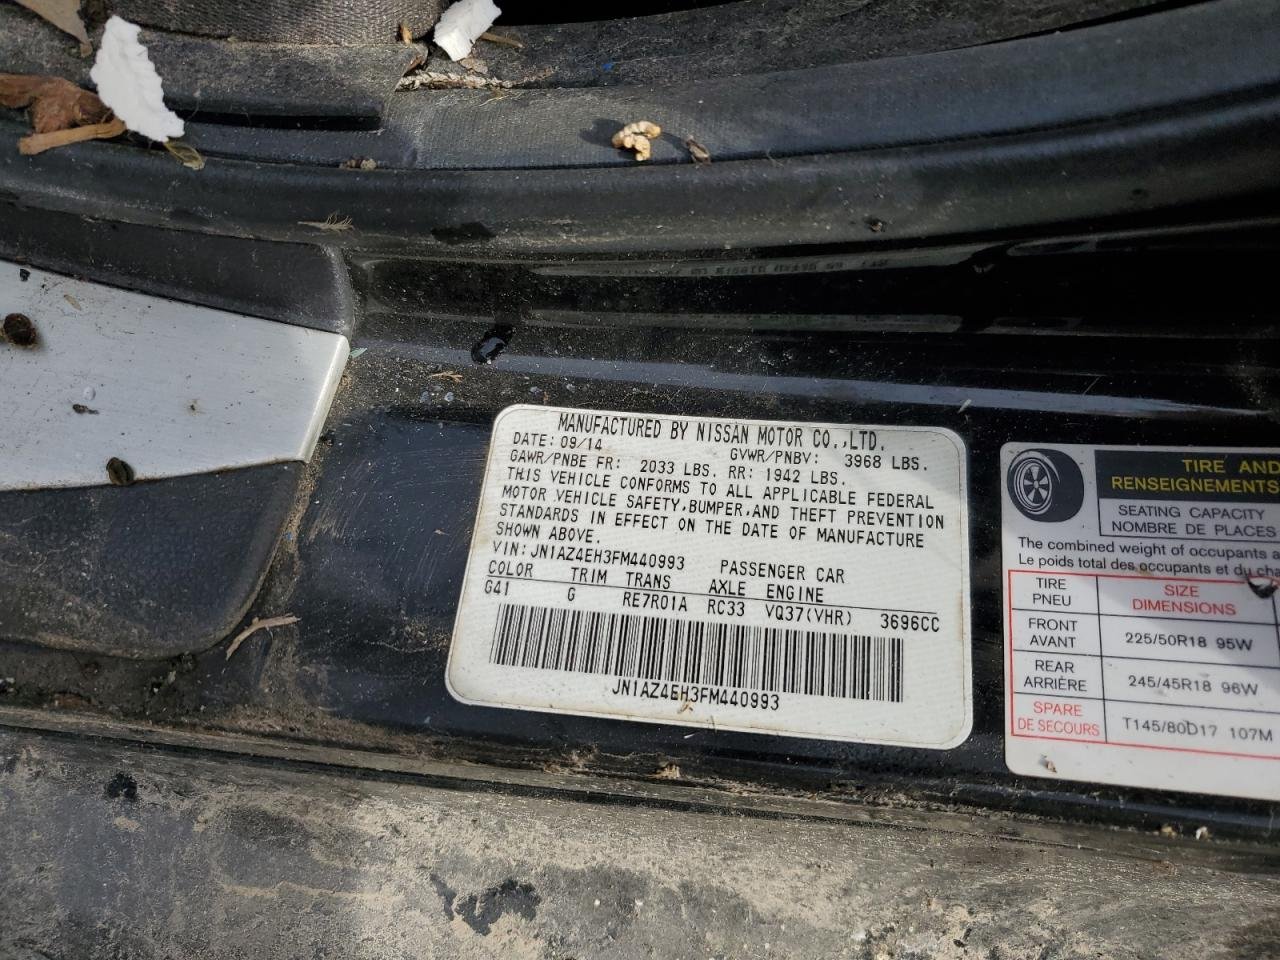 MANUFACTURED BY NISSAN MOTOR CO.,LTD.
DATE: 09/14 GVWR/PNBV: 3968 LBS.
GAWR/PNBE FR: 2033 LBS. RR: 1942 LBS.
THIS VEHICLE CONFORMS TO ALL APPLICABLE FEDERAL
MOTOR VEHICLE SAFETY,BUMPER,AND THEFT PREVENTION
STANDARDS IN EFFECT ON THE DATE OF MANUFACTURE
SHOWN ABOVE.
VIN: JN1AZ4EH3FM440993 PASSENGER CAR
COLOR TRIM TRANS AXLE ENGINE
G41 G RE7R01A RC33 VQ37(VHR) 3696CC
JN1AZ4EH3FM440993
TIRE AND
RENSEIGNEMENTS
SEATING CAPACITY
NOMBRE DE PLACES
The combined weight of occupants a
Le poids total des occupants et du cha
TIRE
PNEU
SIZE
DIMENSIONS
FRONT
AVANT
225/50R18 95W
REAR
ARRIÈRE
245/45R18 96W
SPARE
DE SECOURS
T145/80D17 107M